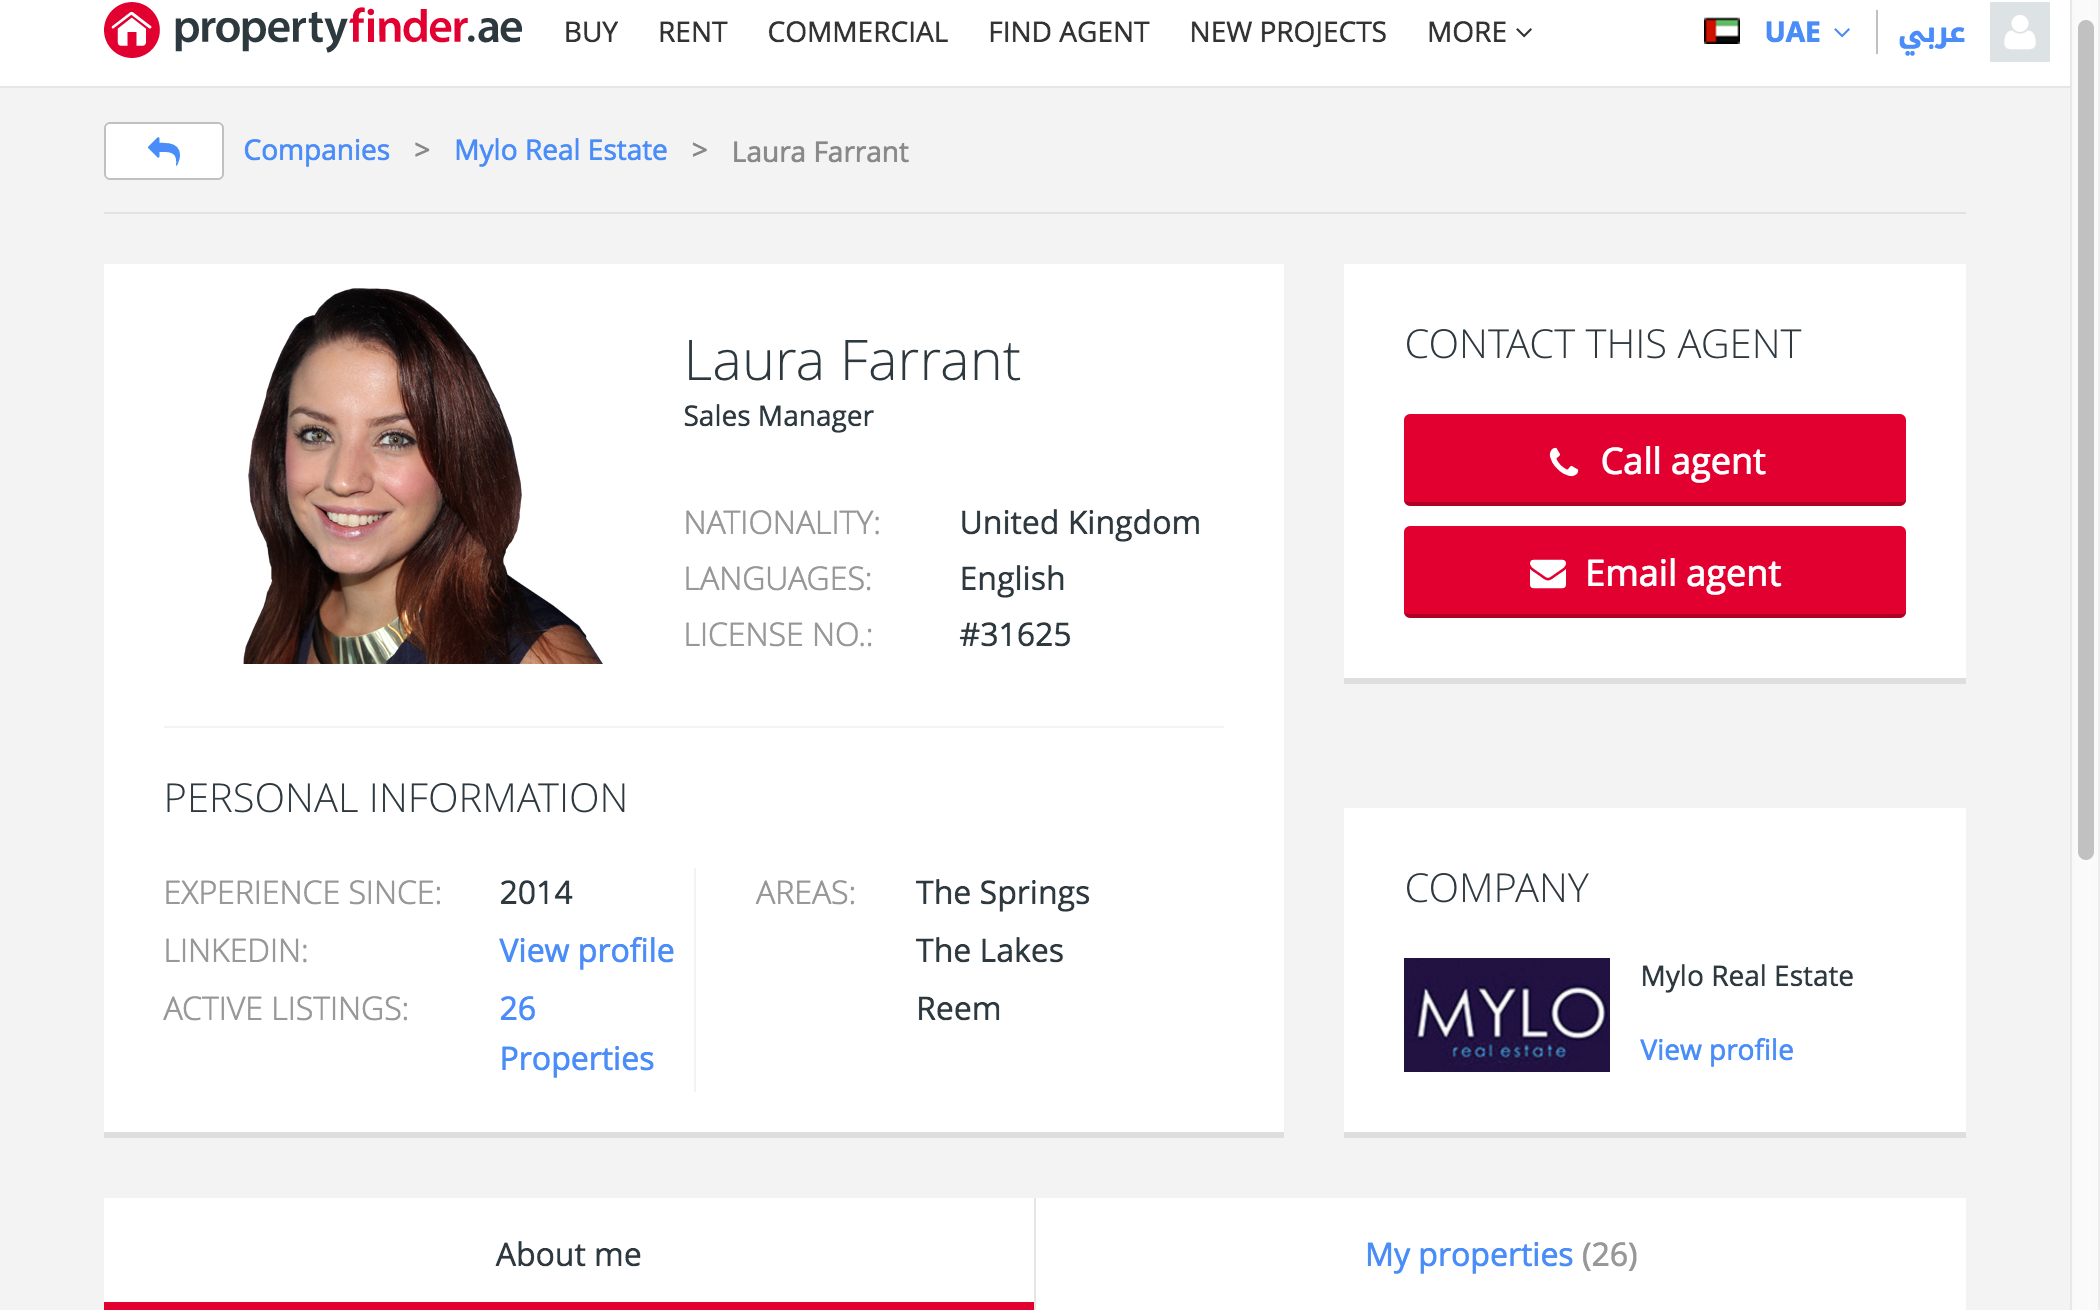 propertyfinder.ae BUY RENT COMMERCIAL FIND AGENT NEW PROJECTS MORE UAE عربي
Companies > Mylo Real Estate > Laura Farrant
Laura Farrant
Sales Manager
NATIONALITY: United Kingdom
LANGUAGES: English
LICENSE NO.: #31625
CONTACT THIS AGENT
Call agent
Email agent
PERSONAL INFORMATION
EXPERIENCE SINCE: 2014
LINKEDIN: View profile
ACTIVE LISTINGS: 26
Properties
AREAS: The Springs
The Lakes
Reem
COMPANY
MYLO
real estate
Mylo Real Estate
View profile
About me
My properties (26)